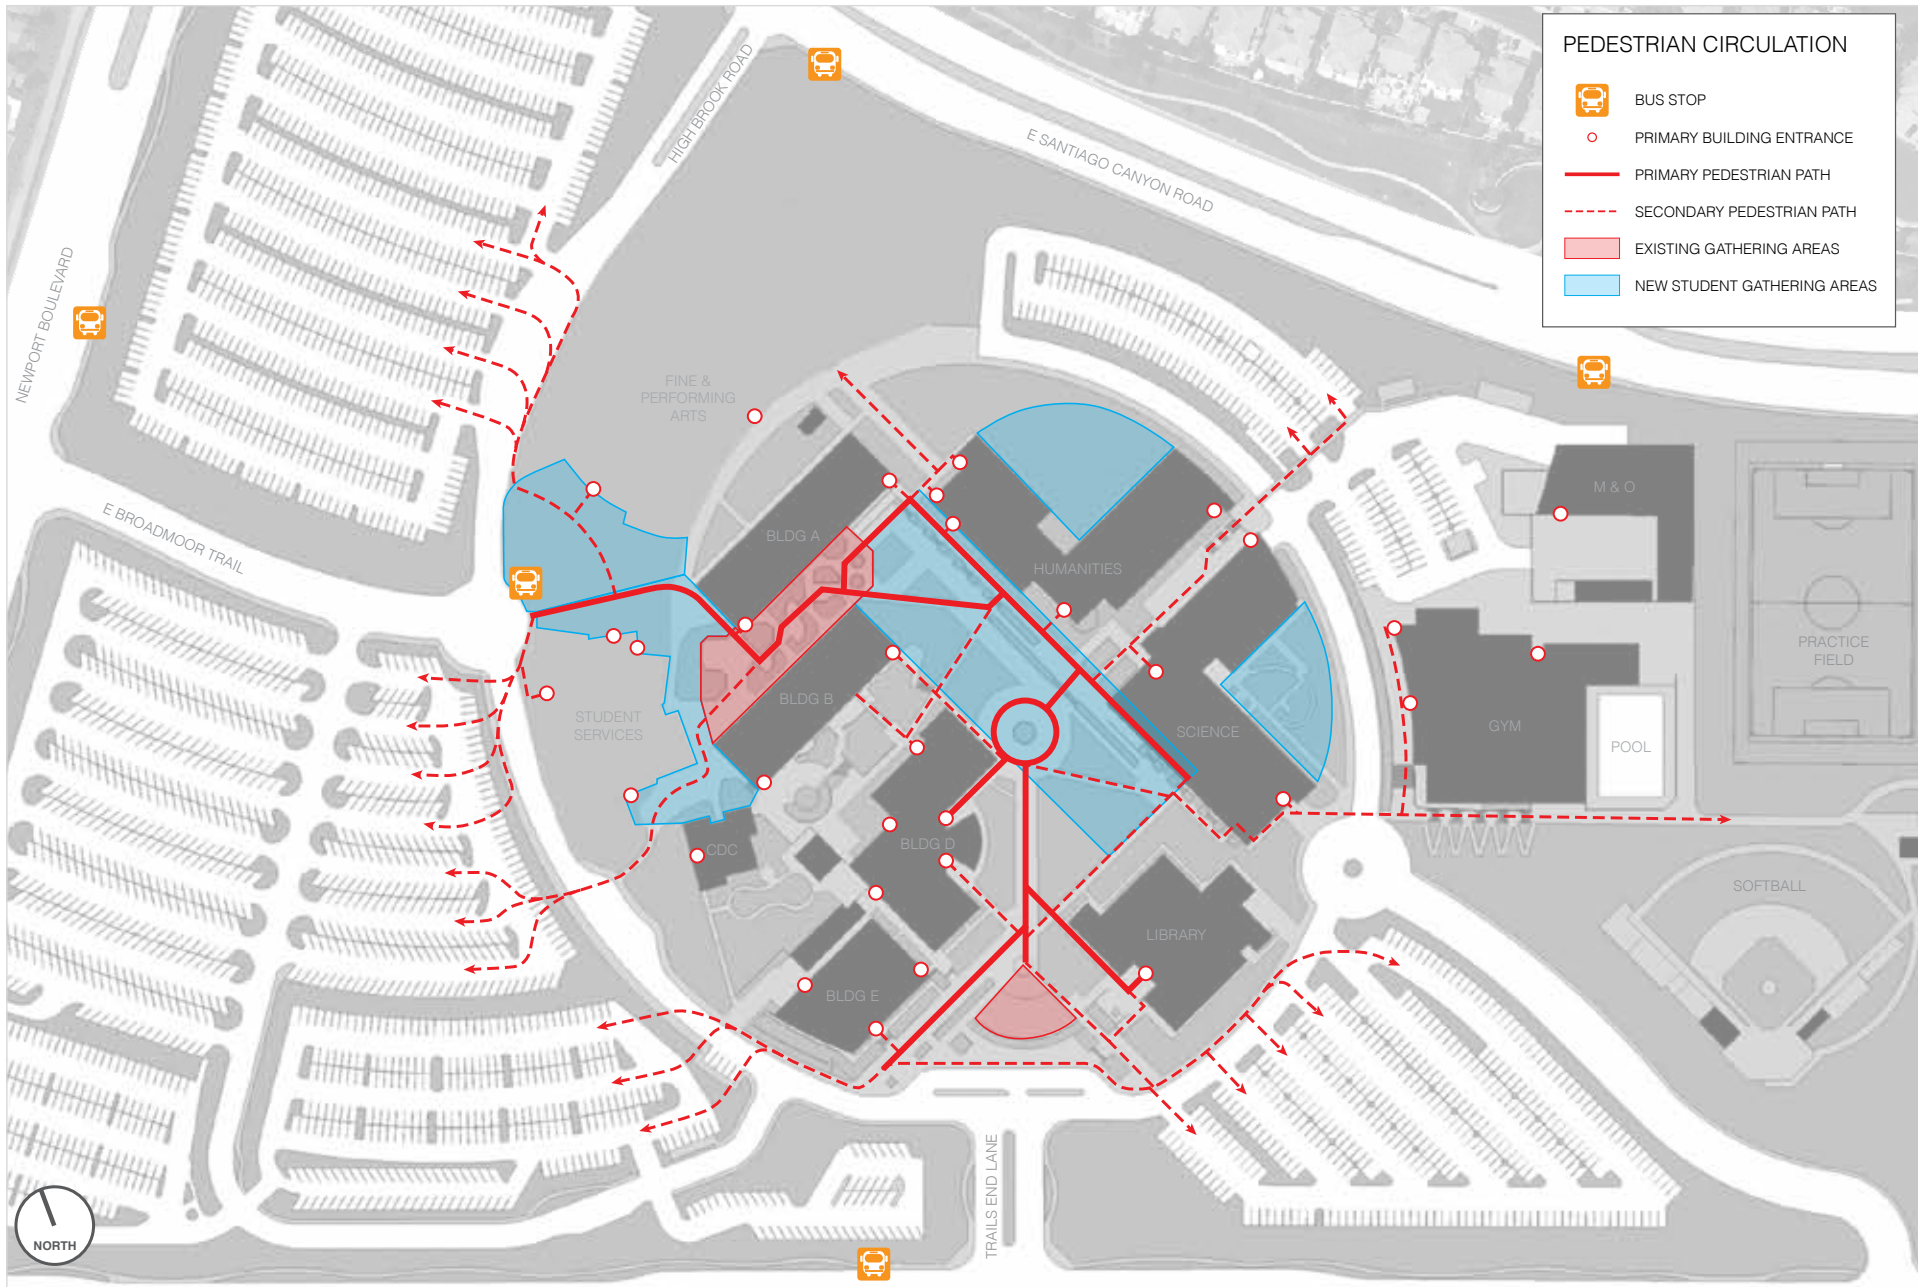 PEDESTRIAN CIRCULATION
BUS STOP
PRIMARY BUILDING ENTRANCE
PRIMARY PEDESTRIAN PATH
SECONDARY PEDESTRIAN PATH
EXISTING GATHERING AREAS
NEW STUDENT GATHERING AREAS
HIGH BROOK ROAD
E SANTIAGO CANYON ROAD
NEWPORT BOULEVARD
E BROADMOOR TRAIL
FINE &
PERFORMING
ARTS
BLDG A
HUMANITIES
M & O
PRACTICE
FIELD
BLDG B
STUDENT
SERVICES
SCIENCE
GYM
POOL
CDC
BLDG D
SOFTBALL
LIBRARY
BLDG E
TRAILS END LANE
NORTH